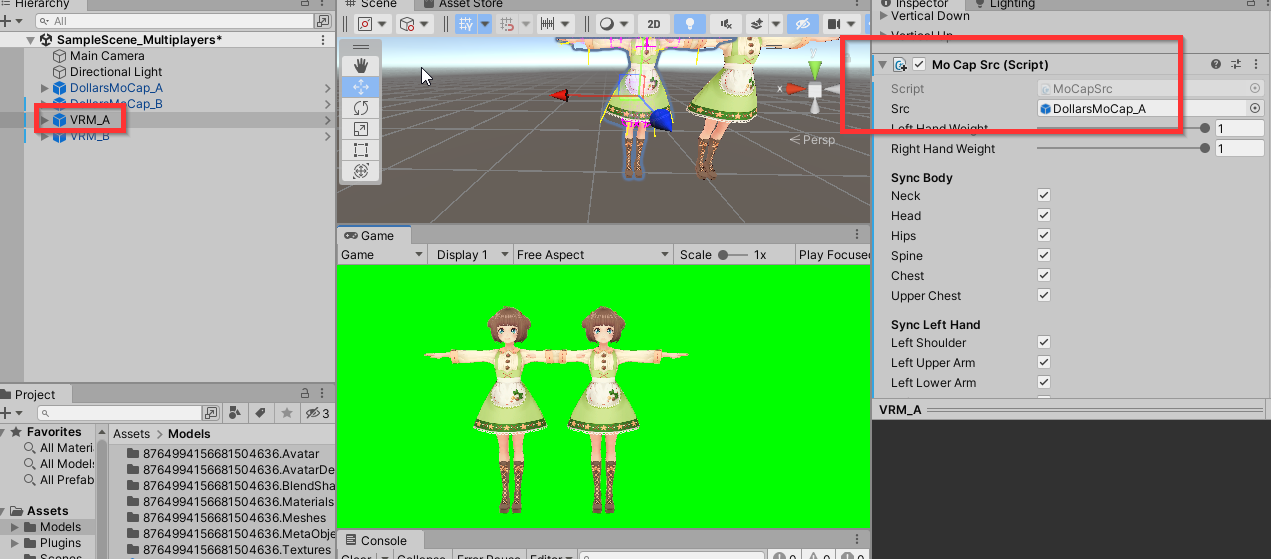 Hierarchy
All
SampleScene_Multiplayers*
Main Camera
Directional Light
DollarsMoCap_A
DollarsMoCap_B
VRM_A
VRM_B
Scene
Asset Store
2D
x
Persp
Game
Game
Display 1
Free Aspect
Scale
1x
Play Focused
Inspector
Lighting
Vertical Down
Vertical Up
Mo Cap Src (Script)
Script
MoCapSrc
Src
DollarsMoCap_A
Left Hand Weight
1
Right Hand Weight
1
Sync Body
Neck
Head
Hips
Spine
Chest
Upper Chest
Sync Left Hand
Left Shoulder
Left Upper Arm
Left Lower Arm
VRM_A
Project
3
Favorites
All Materi
All Models
All Prefab
Assets
Models
Plugins
Scenes
Assets > Models
8764994156681504636.Avatar
8764994156681504636.AvatarDe
8764994156681504636.BlendSha
8764994156681504636.Materials
8764994156681504636.Meshes
8764994156681504636.MetaObje
8764994156681504636.Textures
Console
Clear
Collapse
Error Pause
Editor
0
0
0